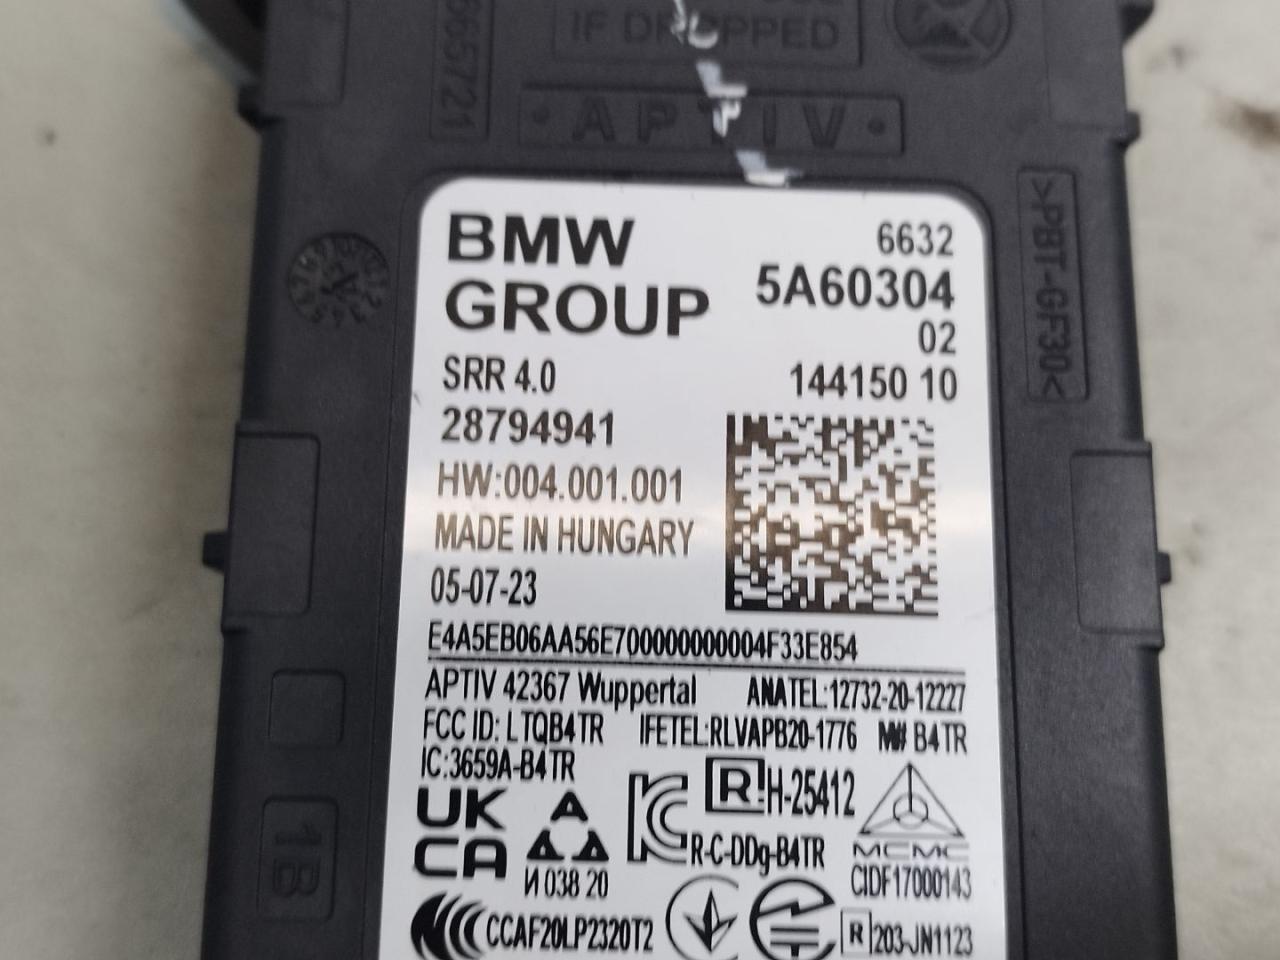 IF DROPPED
6665721
APTIV
>PBT-GF30<
BMW
GROUP
6632
5A60304
02
SRR 4.0
144150 10
28794941
HW:004.001.001
MADE IN HUNGARY
05-07-23
E4A5EB06AA56E700000000004F33E854
APTIV 42367 Wuppertal ANATEL:12732-20-12227
FCC ID: LTQB4TR IFETEL:RLVAPB20-1776 M# B4TR
IC:3659A-B4TR
R H-25412
UK
CA
A
R-C-DDg-B4TR
MCMC
И 038 20
CIDF17000143
CCAF20LP2320T2
R 203-JN1123
1B